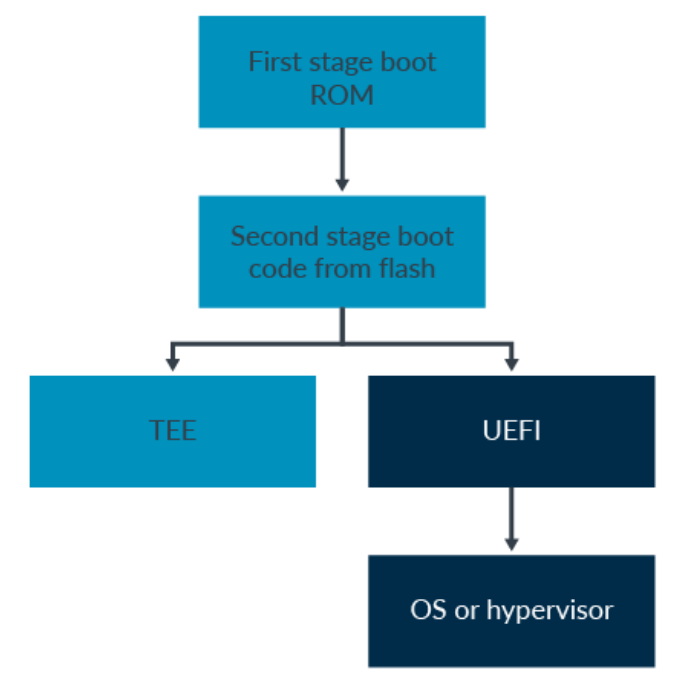 First stage boot
ROM
Second stage boot
code from flash
TEE
UEFI
OS or hypervisor